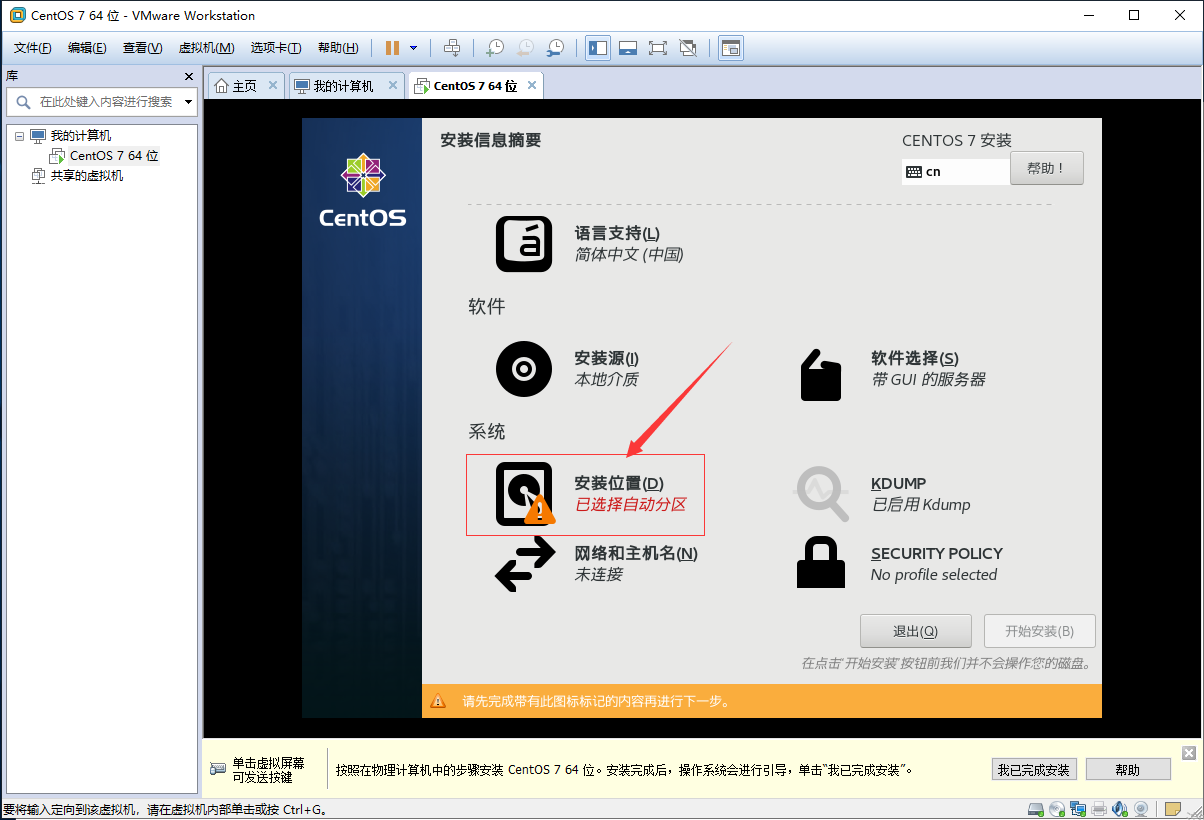 CentOS 7 64 位 - VMware Workstation
文件(F) 编辑(E) 查看(V) 虚拟机(M) 选项卡(T) 帮助(H)
库
在此处键入内容进行搜索
我的计算机
CentOS 7 64 位
共享的虚拟机
主页 我的计算机 CentOS 7 64 位
CentOS
安装信息摘要
CENTOS 7 安装
cn
帮助！
语言支持(L)
简体中文 (中国)
软件
安装源(I)
本地介质
软件选择(S)
带 GUI 的服务器
系统
安装位置(D)
已选择自动分区
KDUMP
已启用 Kdump
网络和主机名(N)
未连接
SECURITY POLICY
No profile selected
退出(Q)
开始安装(B)
在点击'开始安装'按钮前我们并不会操作您的磁盘。
请先完成带有此图标标记的内容再进行下一步。
单击虚拟屏幕
可发送按键
按照在物理计算机中的步骤安装 CentOS 7 64 位。安装完成后，操作系统会进行引导，单击“我已完成安装”。
我已完成安装
帮助
要将输入定向到该虚拟机，请在虚拟机内部单击或按 Ctrl+G。